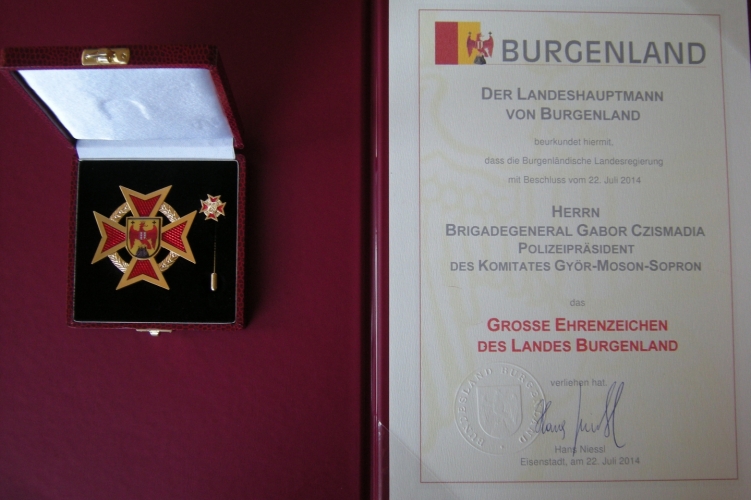 BURGENLAND
DER LANDESHAUPTMANN
VON BURGENLAND
beurkundet hiermit,
dass die Burgenländische Landesregierung
mit Beschluss vom 22. Juli 2014
HERRN
BRIGADEGENERAL GABOR CZISMADIA
POLIZEIPRÄSIDENT
DES KOMITATES GYÖR-MOSON-SOPRON
das
GROSSE EHRENZEICHEN
DES LANDES BURGENLAND
verliehen hat.
Hans Niessl
Eisenstadt, am 22. Juli 2014